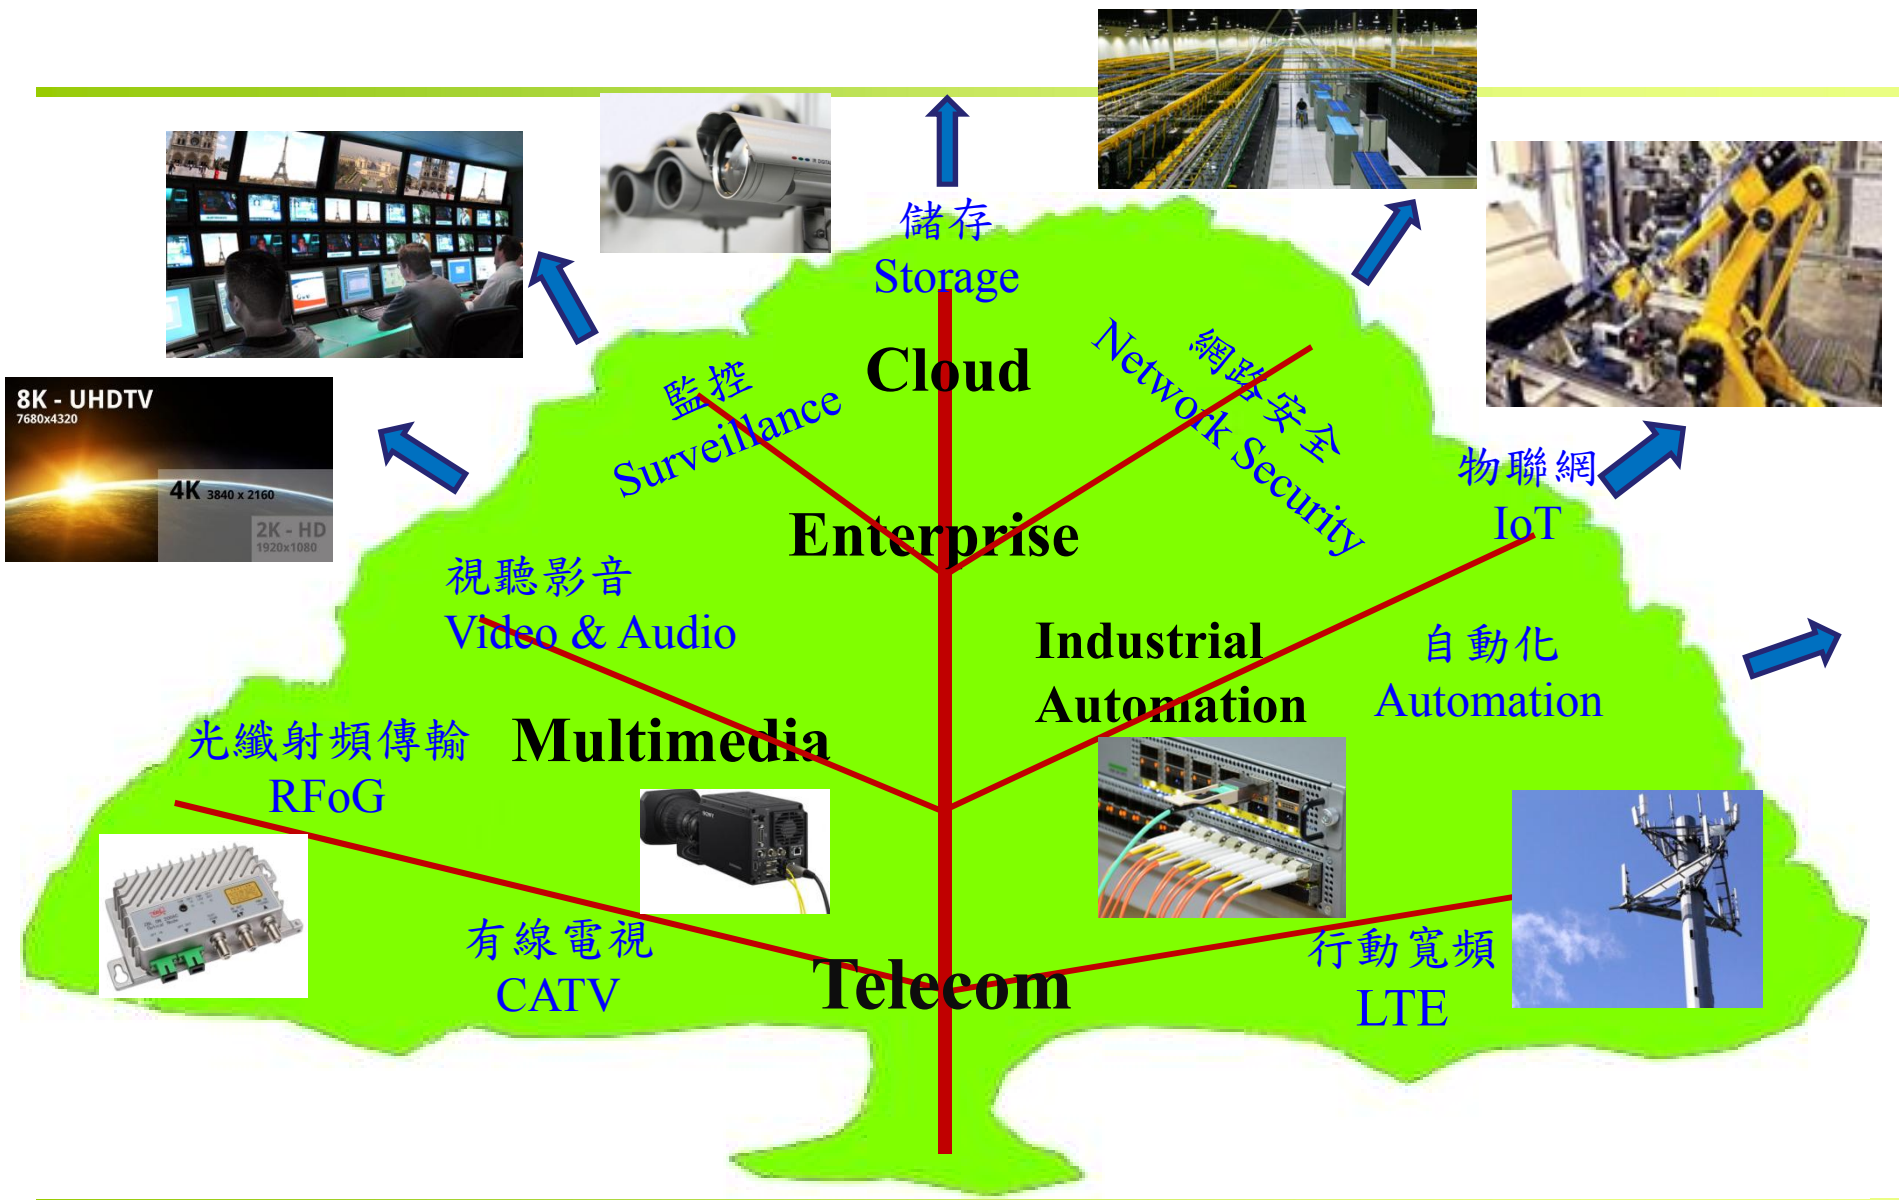 儲存
Storage
Cloud
監控
Surveillance
網路安全
Network Security
8K - UHDTV
7680x4320
4K 3840 x 2160
2K - HD
1920x1080
物聯網
IoT
Enterprise
視聽影音
Video & Audio
Industrial
Automation
自動化
Automation
光纖射頻傳輸
RFoG
Multimedia
有線電視
CATV
Telecom
行動寬頻
LTE